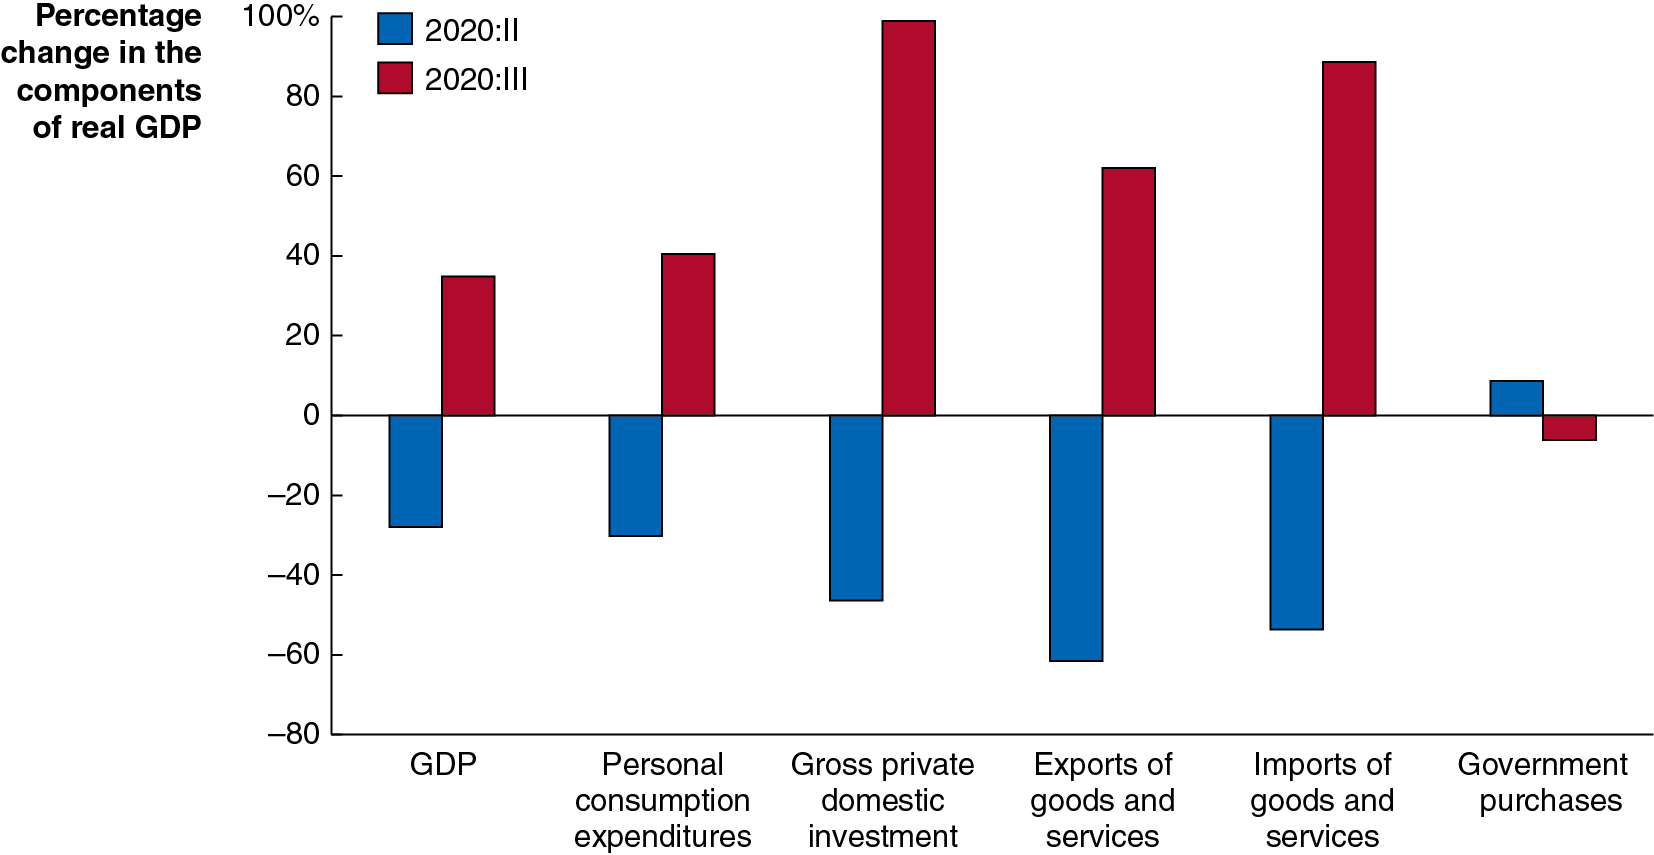 Percentage
change in the
components
of real GDP
100%
80
60
40
20
0
–20
–40
–60
–80
2020:II
2020:III
GDP
Personal
consumption
expenditures
Gross private
domestic
investment
Exports of
goods and
services
Imports of
goods and
services
Government
purchases